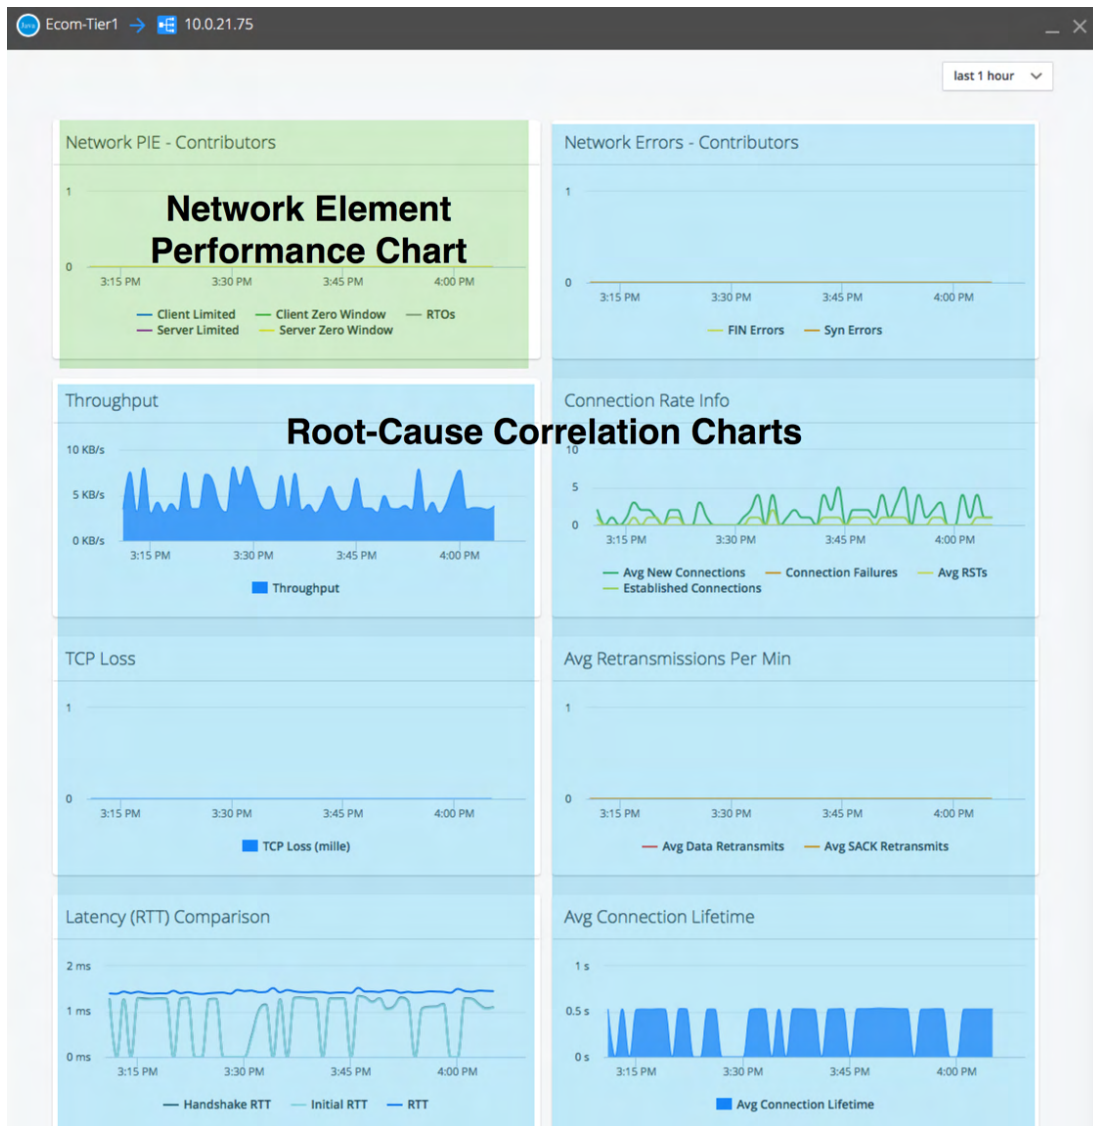 Java Ecom-Tier1 → 10.0.21.75
last 1 hour
Network PIE - Contributors
1
Network Element
Performance Chart
0
3:15 PM 3:30 PM 3:45 PM 4:00 PM
Client Limited Client Zero Window RTOs
Server Limited Server Zero Window
Network Errors - Contributors
1
0
3:15 PM 3:30 PM 3:45 PM 4:00 PM
FIN Errors Syn Errors
Root-Cause Correlation Charts
Throughput
10 KB/s
5 KB/s
0 KB/s
3:15 PM 3:30 PM 3:45 PM 4:00 PM
Throughput
Connection Rate Info
10
5
0
3:15 PM 3:30 PM 3:45 PM 4:00 PM
Avg New Connections Connection Failures Avg RSTs
Established Connections
TCP Loss
1
0
3:15 PM 3:30 PM 3:45 PM 4:00 PM
TCP Loss (mille)
Avg Retransmissions Per Min
1
0
3:15 PM 3:30 PM 3:45 PM 4:00 PM
Avg Data Retransmits Avg SACK Retransmits
Latency (RTT) Comparison
2 ms
1 ms
0 ms
3:15 PM 3:30 PM 3:45 PM 4:00 PM
Handshake RTT Initial RTT RTT
Avg Connection Lifetime
1 s
0.5 s
0 s
3:15 PM 3:30 PM 3:45 PM 4:00 PM
Avg Connection Lifetime